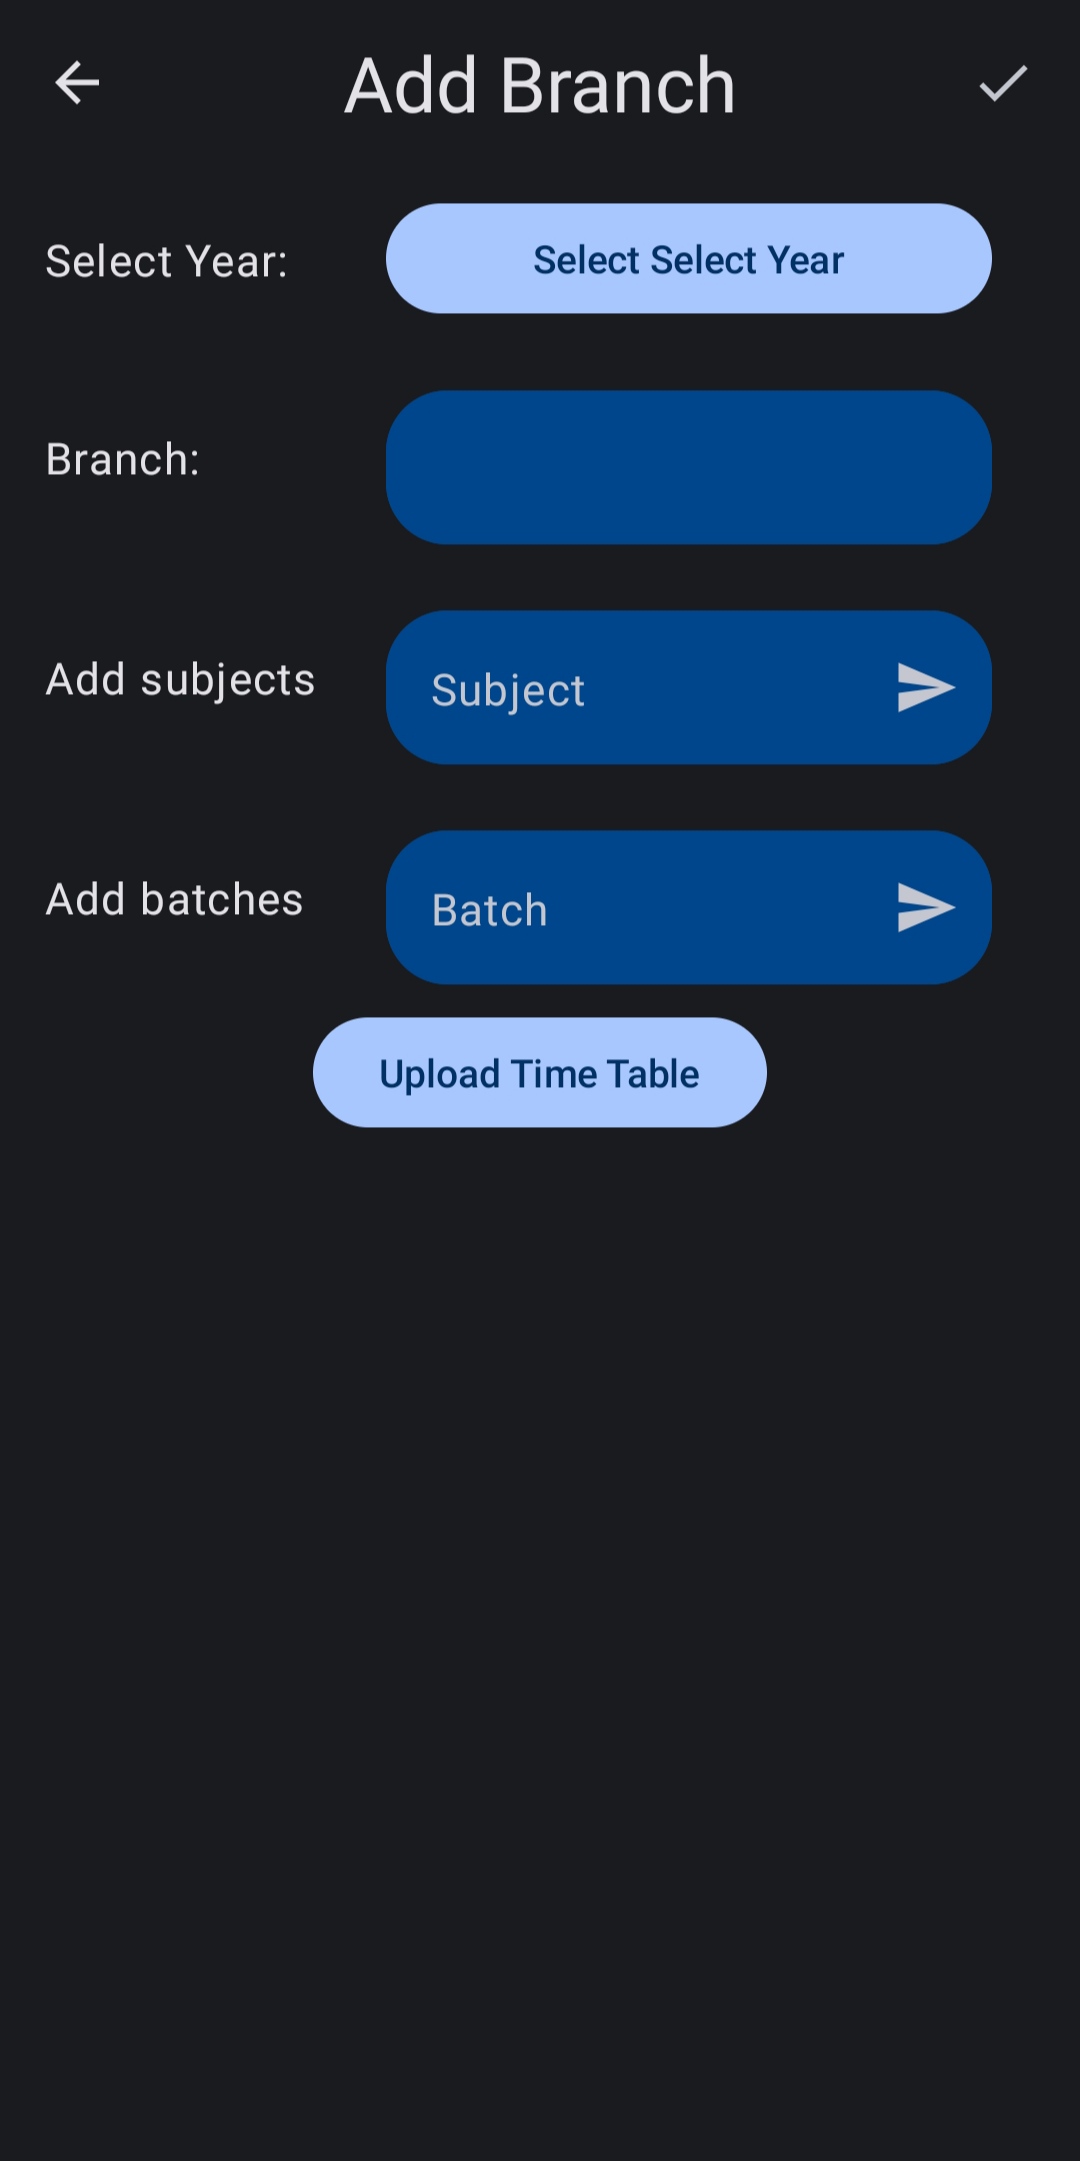 Add Branch
Select Year:
Select Select Year
Branch:
Add subjects
Subject
Add batches
Batch
Upload Time Table